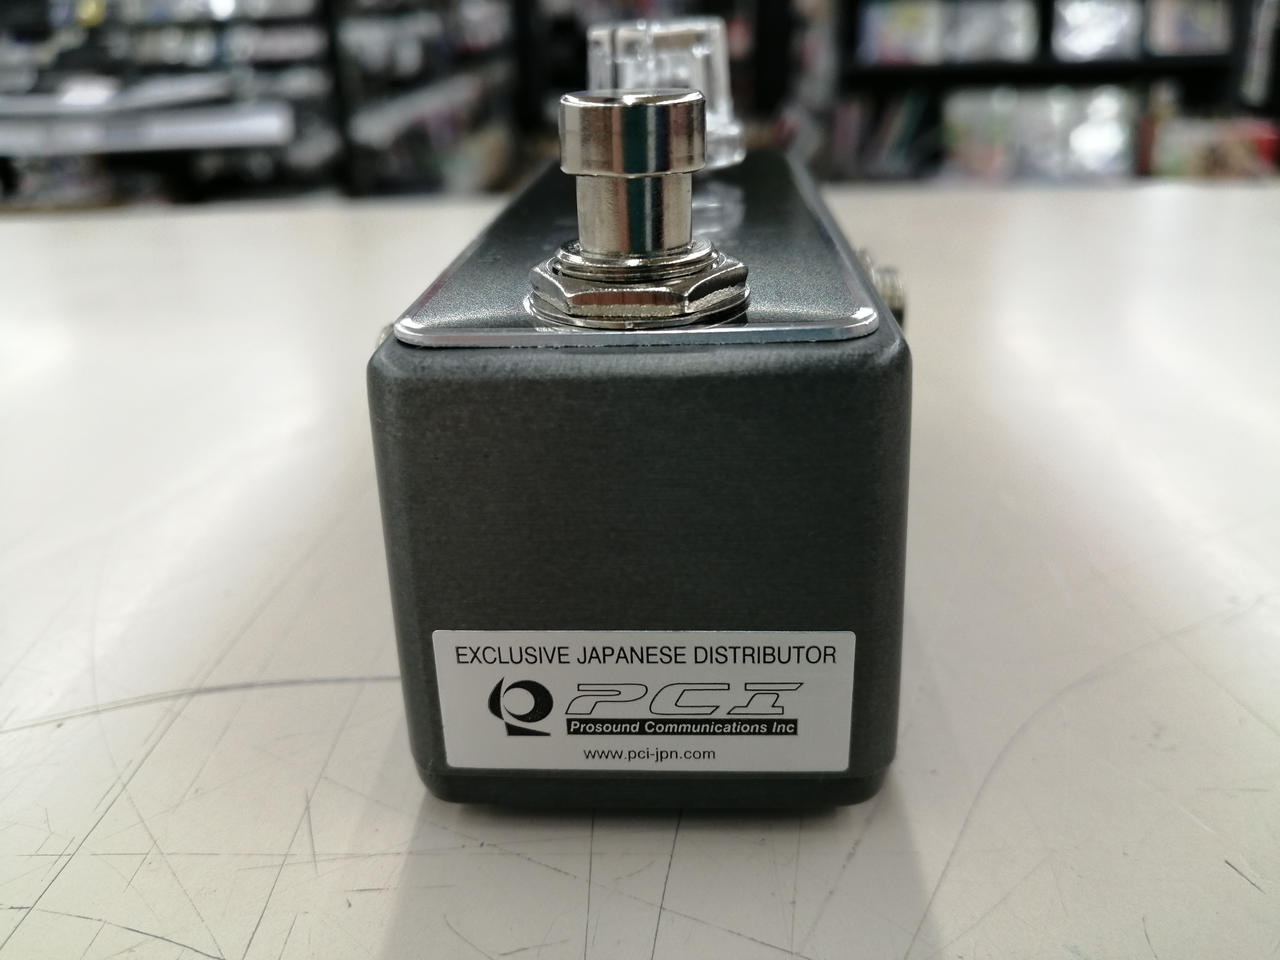 EXCLUSIVE JAPANESE DISTRIBUTOR
PCI
Prosound Communications Inc
www.pci-jpn.com